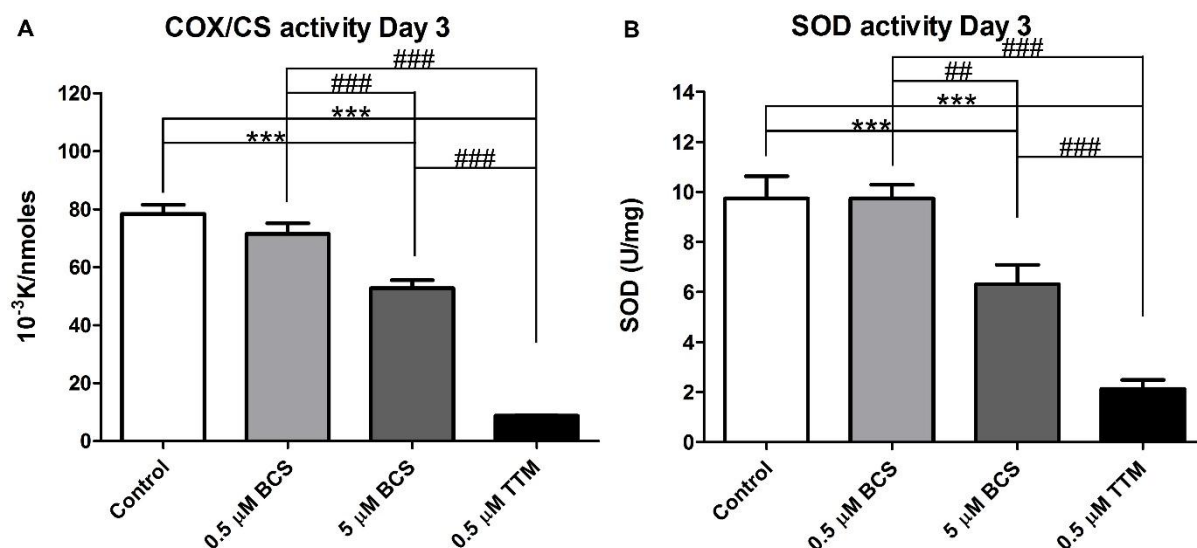 A
COX/CS activity Day 3
###
###
***
***
###
120
100
80
60
40
20
0
10⁻³K/nmoles
Control
0.5 µM BCS
5 µM BCS
0.5 µM TTM
B
SOD activity Day 3
###
##
***
***
###
14
12
10
8
6
4
2
0
SOD (U/mg)
Control
0.5 µM BCS
5 µM BCS
0.5 µM TTM